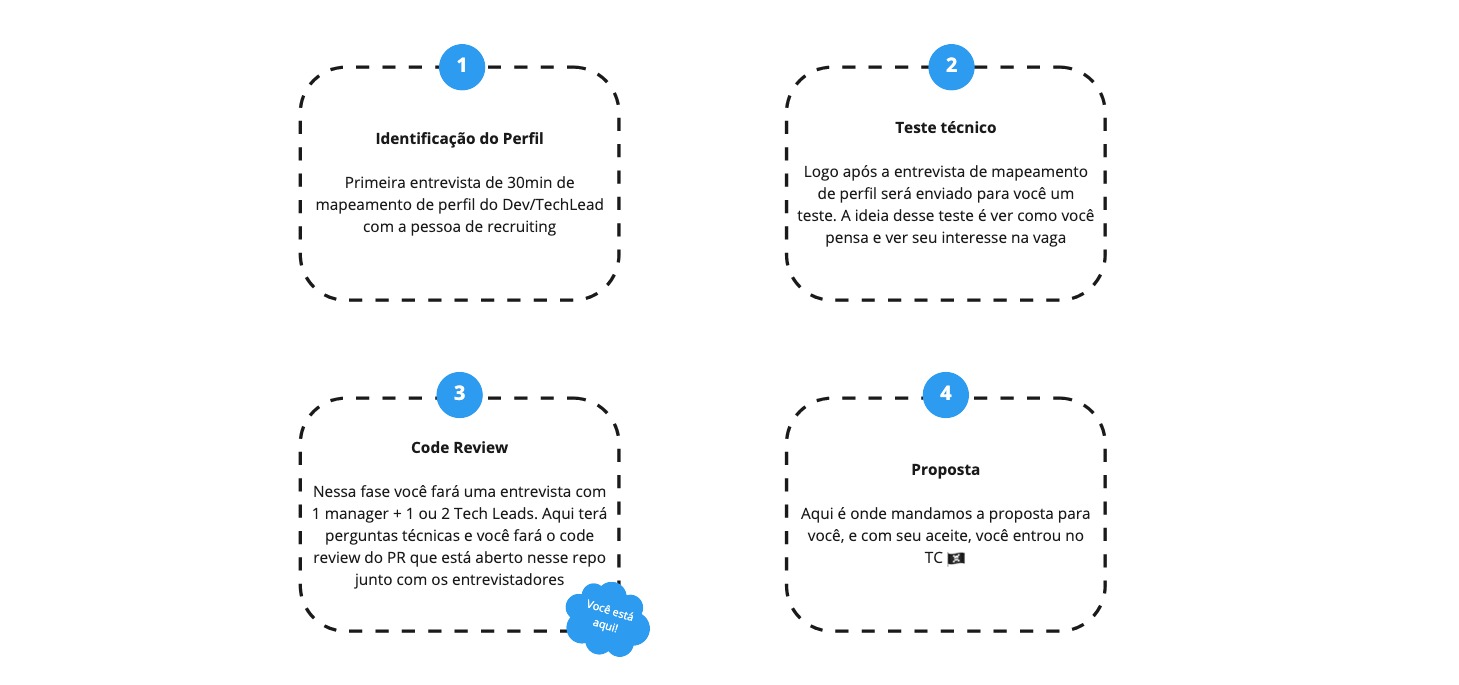 1
Identificação do Perfil
Primeira entrevista de 30min de
mapeamento de perfil do Dev/TechLead
com a pessoa de recruiting
2
Teste técnico
Logo após a entrevista de mapeamento
de perfil será enviado para você um
teste. A ideia desse teste é ver como você
pensa e ver seu interesse na vaga
3
Code Review
Nessa fase você fará uma entrevista com
1 manager + 1 ou 2 Tech Leads. Aqui terá
perguntas técnicas e você fará o code
review do PR que está aberto nesse repo
junto com os entrevistadores
Você está
aqui!
4
Proposta
Aqui é onde mandamos a proposta para
você, e com seu aceite, você entrou no
TC 🏴‍☠️